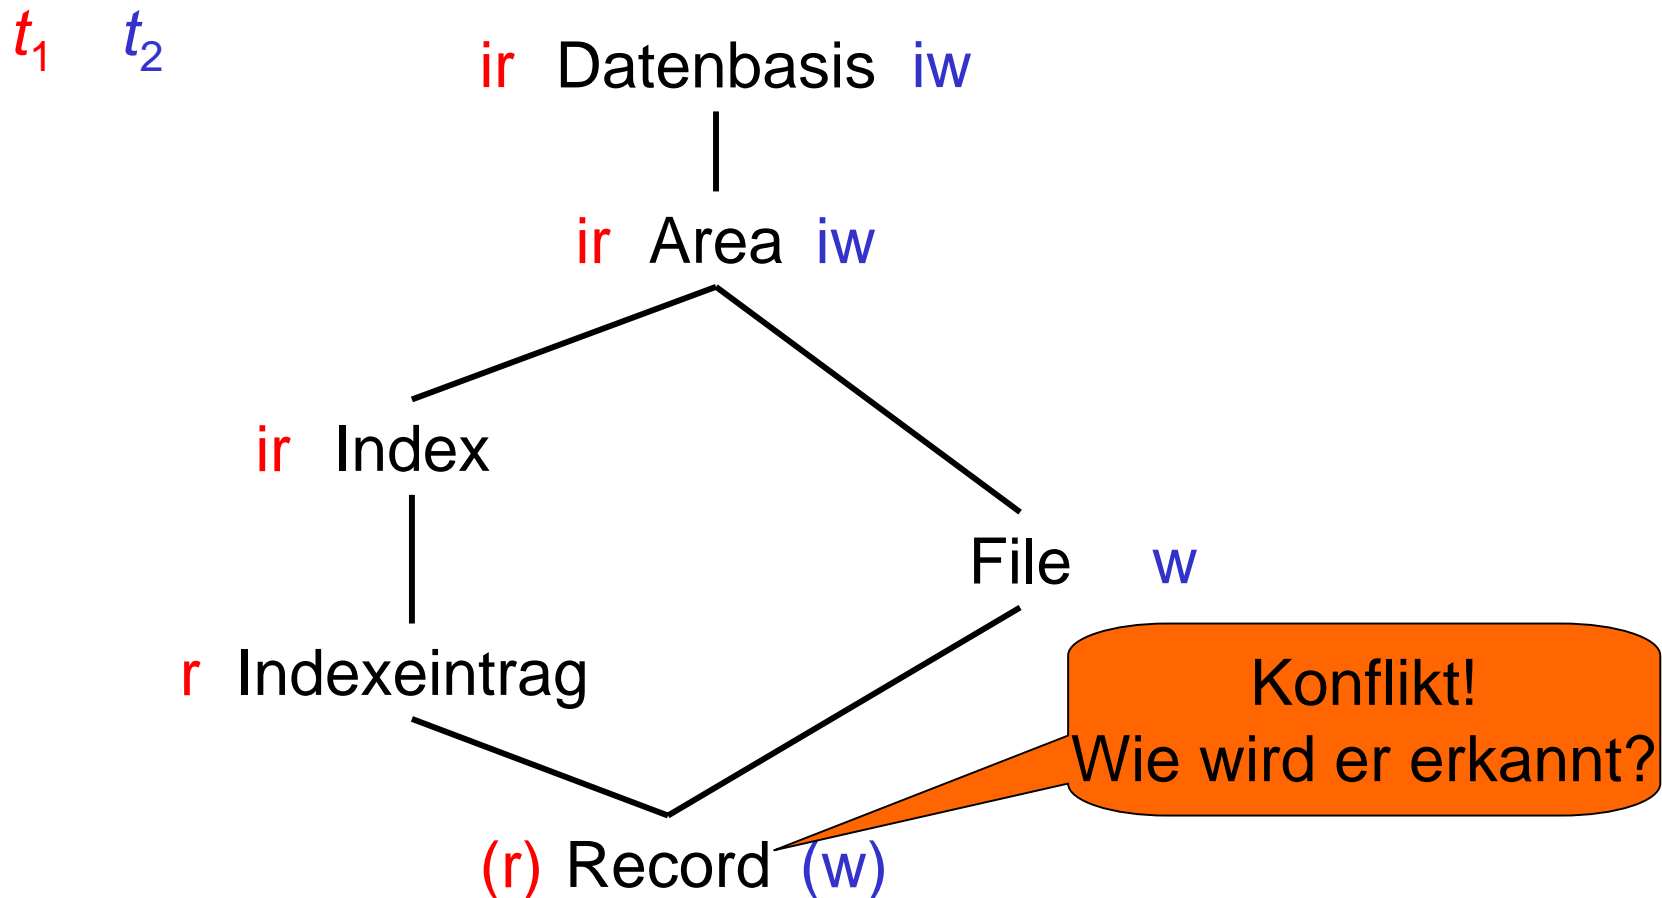 t1 t2
ir Datenbasis iw
ir Area iw
ir Index
File w
r Indexeintrag
Konflikt!
Wie wird er erkannt?
(r) Record (w)